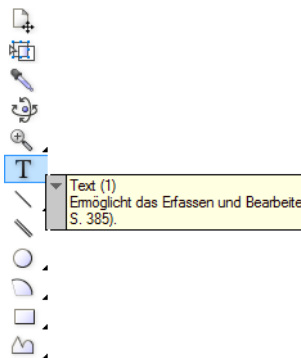 T
Text (1)
Ermöglicht das Erfassen und Bearbeite
S. 385).